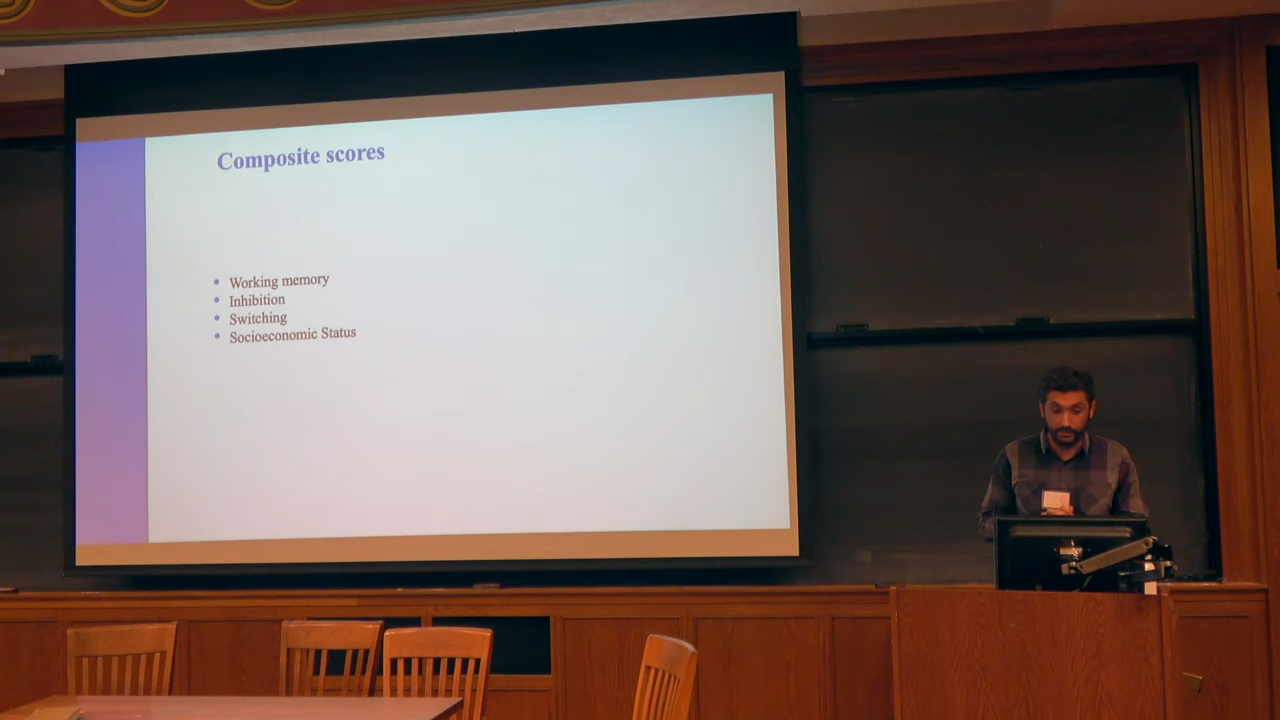 Composite scores
• Working memory
• Inhibition
• Switching
• Socioeconomic Status